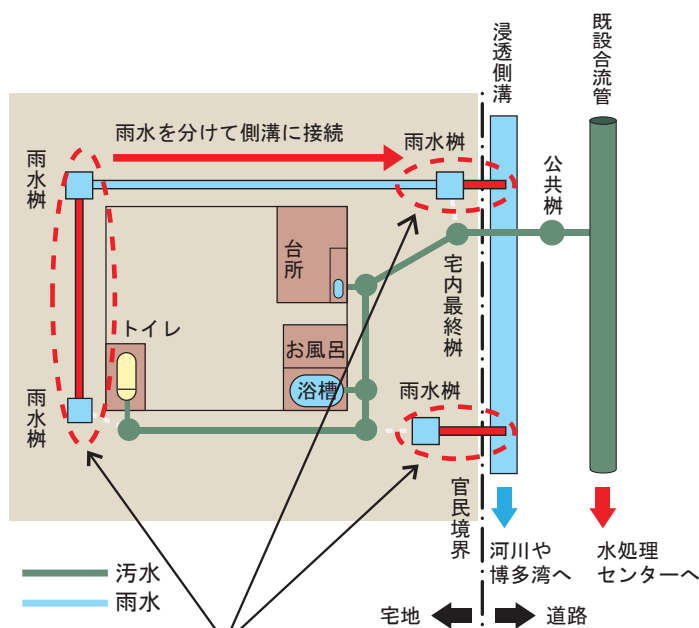 浸透側溝
既設合流管
雨水を分けて側溝に接続
雨水桝
雨水桝
公共桝
台所
宅内最終桝
トイレ
お風呂
浴槽
雨水桝
雨水桝
官民境界
河川や
博多湾へ
水処理
センターへ
汚水
雨水
宅地
道路